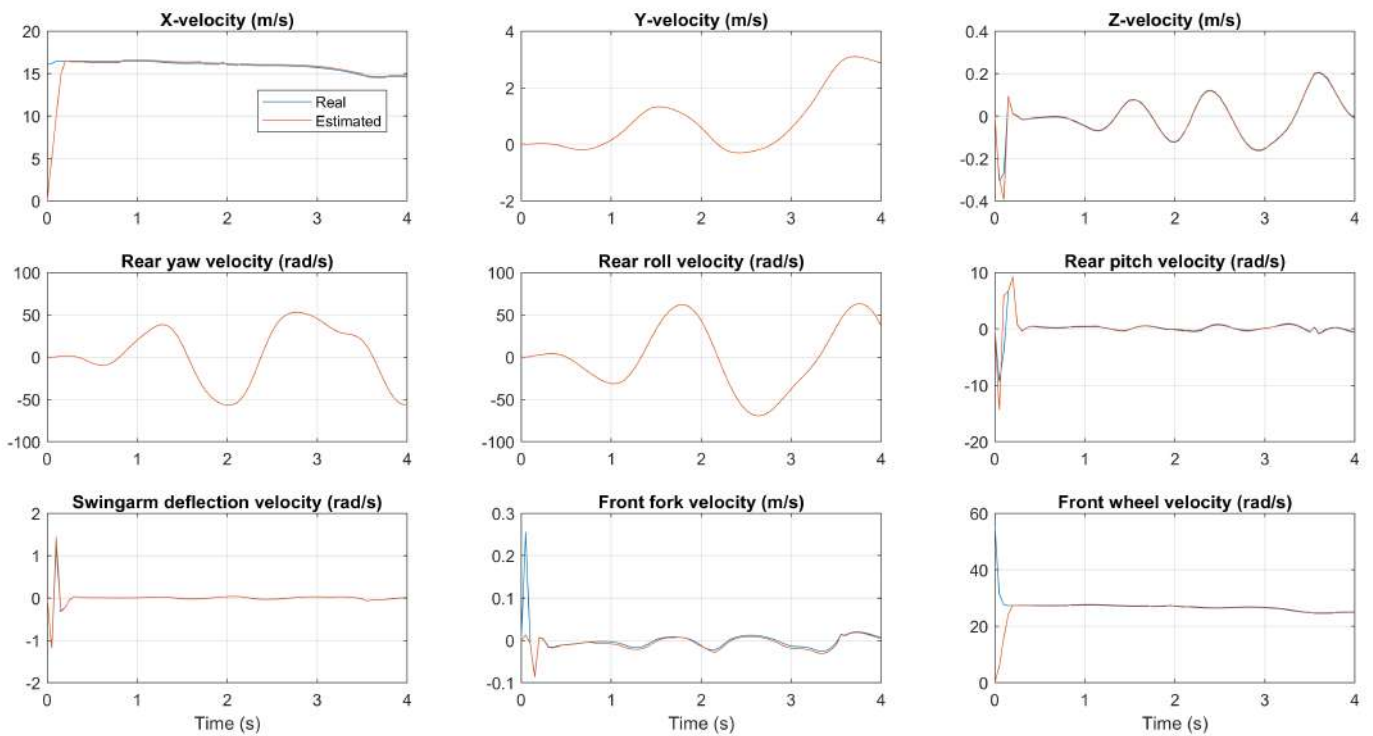 X-velocity (m/s)
20
15
10
5
0
0 1 2 3 4
Real
Estimated
Y-velocity (m/s)
4
2
0
-2
0 1 2 3 4
Z-velocity (m/s)
0.4
0.2
0
-0.2
-0.4
0 1 2 3 4
Rear yaw velocity (rad/s)
100
50
0
-50
-100
0 1 2 3 4
Rear roll velocity (rad/s)
100
50
0
-50
-100
0 1 2 3 4
Rear pitch velocity (rad/s)
10
0
-10
-20
0 1 2 3 4
Swingarm deflection velocity (rad/s)
2
1
0
-1
-2
0 1 2 3 4
Time (s)
Front fork velocity (m/s)
0.3
0.2
0.1
0
-0.1
0 1 2 3 4
Time (s)
Front wheel velocity (rad/s)
60
40
20
0
0 1 2 3 4
Time (s)